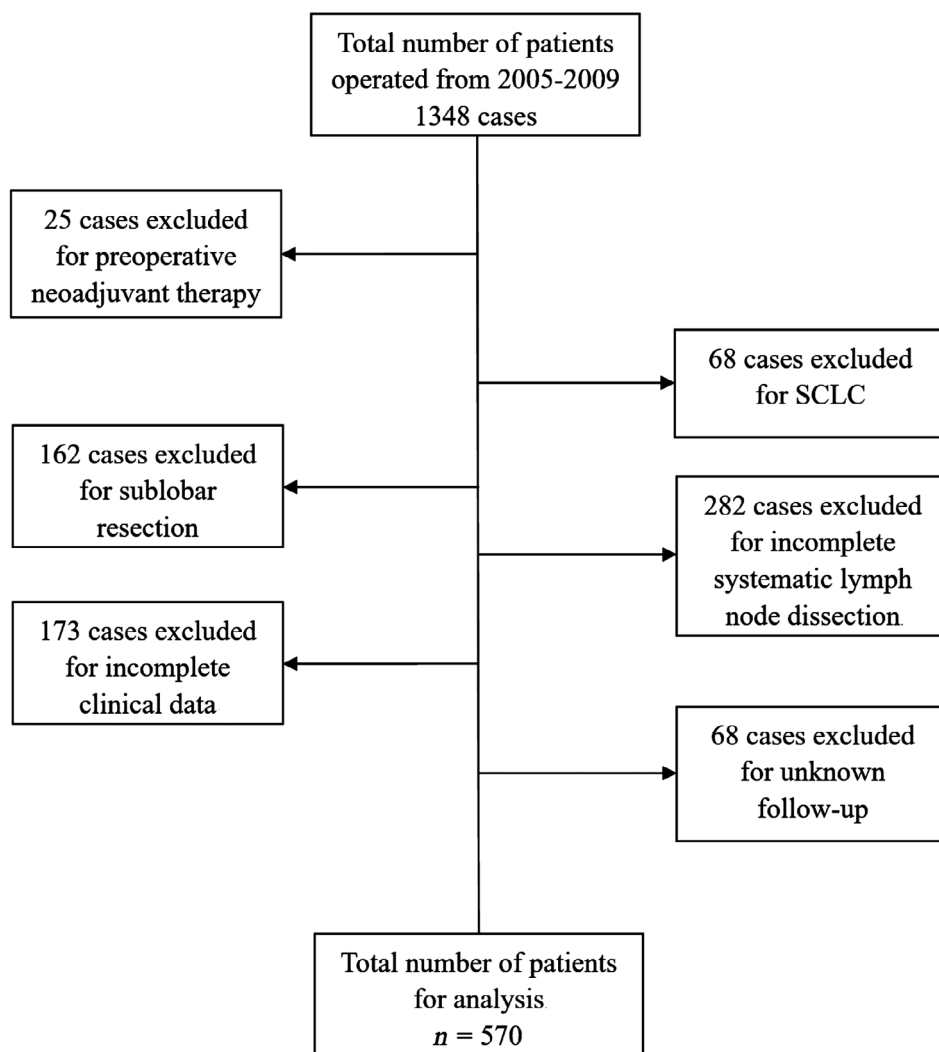 Total number of patients
operated from 2005-2009
1348 cases
25 cases excluded
for preoperative
neoadjuvant therapy
68 cases excluded
for SCLC
162 cases excluded
for sublobar
resection
282 cases excluded
for incomplete
systematic lymph
node dissection.
173 cases excluded
for incomplete
clinical data
68 cases excluded
for unknown
follow-up
Total number of patients
for analysis.
n = 570